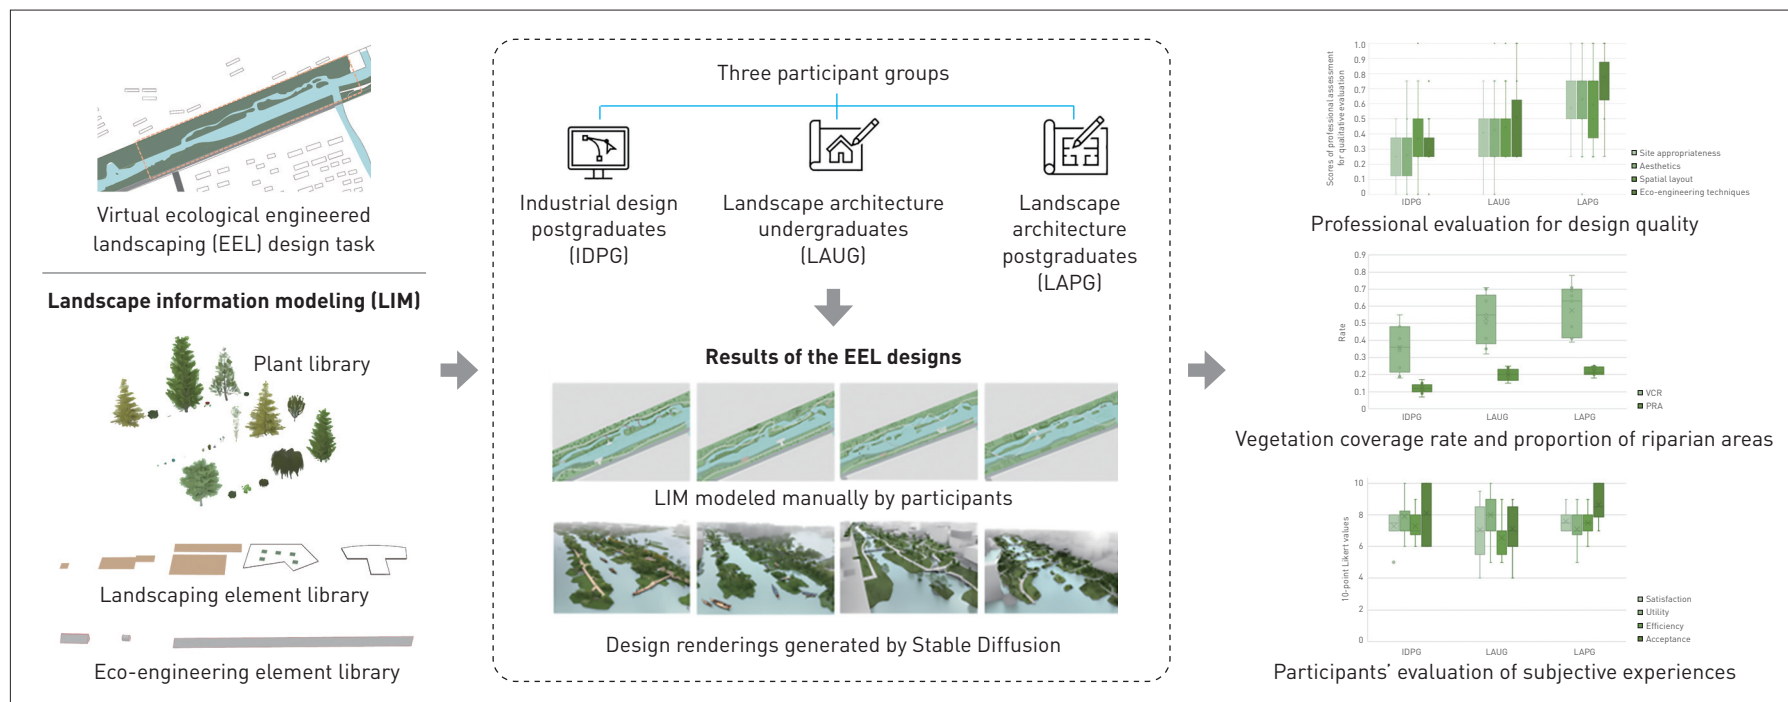 Virtual ecological engineered
landscaping (EEL) design task
Landscape information modeling (LIM)
Plant library
Landscaping element library
Eco-engineering element library
Three participant groups
Industrial design
postgraduates
(IDPG)
Landscape architecture
undergraduates
(LAUG)
Landscape
architecture
postgraduates
(LAPG)
Results of the EEL designs
LIM modeled manually by participants
Design renderings generated by Stable Diffusion
Scores of professional assessment
for qualitative evaluation
1.0
0.9
0.8
0.7
0.6
0.5
0.4
0.3
0.2
0.1
0
IDPG
LAUG
LAPG
Site appropriateness
Aesthetics
Spatial layout
Eco-engineering techniques
Professional evaluation for design quality
Rate
0.9
0.8
0.7
0.6
0.5
0.4
0.3
0.2
0.1
0
IDPG
LAUG
LAPG
VCR
PRA
Vegetation coverage rate and proportion of riparian areas
10-point Likert values
10
8
6
4
2
0
IDPG
LAUG
LAPG
Satisfaction
Utility
Efficiency
Acceptance
Participants' evaluation of subjective experiences